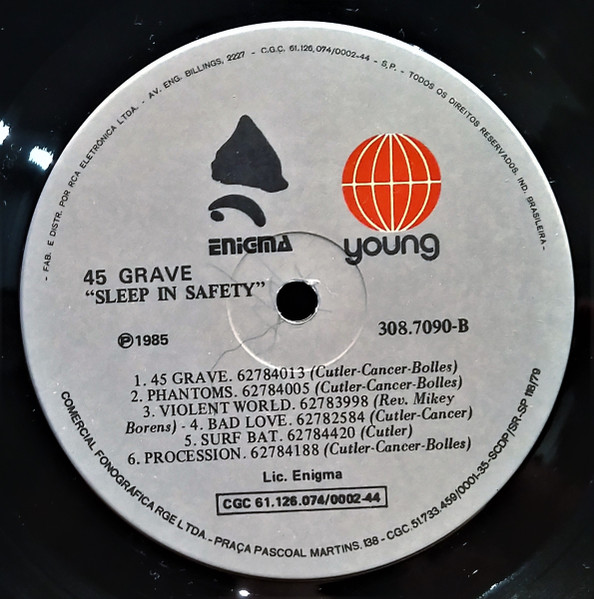 - FAB. E DISTR. POR RCA ELETRÔNICA LTDA. - AV. ENG. BILLINGS, 2227 - C.G.C. 61.126.074/0002-44 - S.P. - TODOS OS DIREITOS RESERVADOS. IND. BRASILEIRA -
ENIGMA
young
45 GRAVE
"SLEEP IN SAFETY"
℗1985
308.7090-B
1. 45 GRAVE. 62784013 (Cutler-Cancer-Bolles)
2. PHANTOMS. 62784005 (Cutler-Cancer-Bolles)
3. VIOLENT WORLD. 62783998 (Rev. Mikey
Borens) - 4. BAD LOVE. 62782584 (Cutler-Cancer)
5. SURF BAT. 62784420 (Cutler)
6. PROCESSION. 62784188 (Cutler-Cancer-Bolles)
Lic. Enigma
CGC 61.126.074/0002-44
COMERCIAL FONOGRÁFICA RGE LTDA.-PRAÇA PASCOAL MARTINS. 138 - CGC. 51.733.459/0001-35-SCDP/SR-SP 11B/79